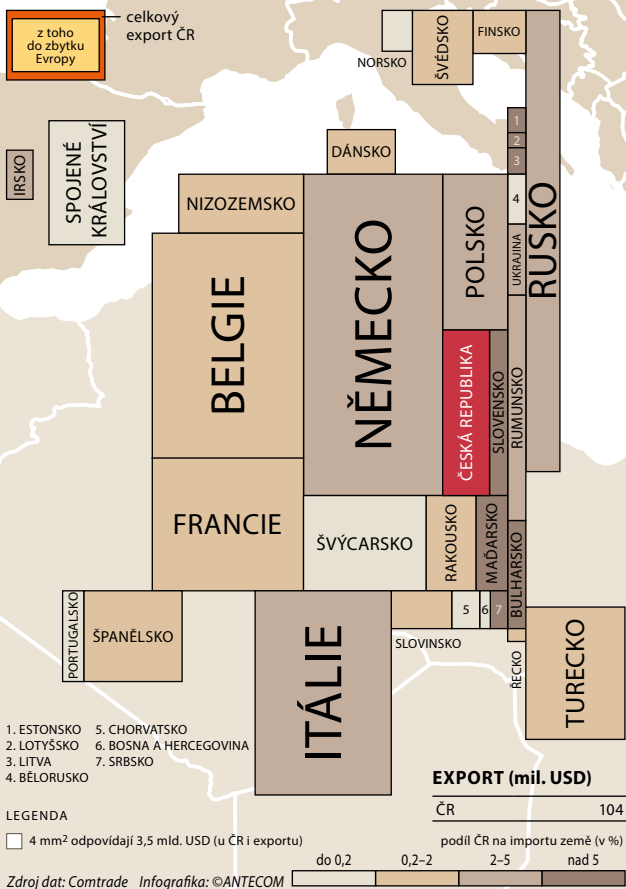 z toho
do zbytku
Evropy
celkový
export ČR
NORSKO
ŠVÉDSKO
FINSKO
RUSKO
IRSKO
SPOJENÉ
KRÁLOVSTVÍ
DÁNSKO
1
2
3
4
NIZOZEMSKO
BELGIE
NĚMECKO
POLSKO
UKRAJINA
ČESKÁ REPUBLIKA
SLOVENSKO
RUMUNSKO
FRANCIE
ŠVÝCARSKO
RAKOUSKO
MAĎARSKO
BULHARSKO
PORTUGALSKO
ŠPANĚLSKO
ITÁLIE
SLOVINSKO
5
6
7
ŘECKO
TURECKO
1. ESTONSKO 5. CHORVATSKO
2. LOTYŠSKO 6. BOSNA A HERCEGOVINA
3. LITVA 7. SRBSKO
4. BĚLORUSKO
EXPORT (mil. USD)
ČR 104
LEGENDA
4 mm² odpovídají 3,5 mld. USD (u ČR i exportu)
podíl ČR na importu země (v %)
do 0,2 0,2–2 2–5 nad 5
Zdroj dat: Comtrade Infografika: ©ANTECOM